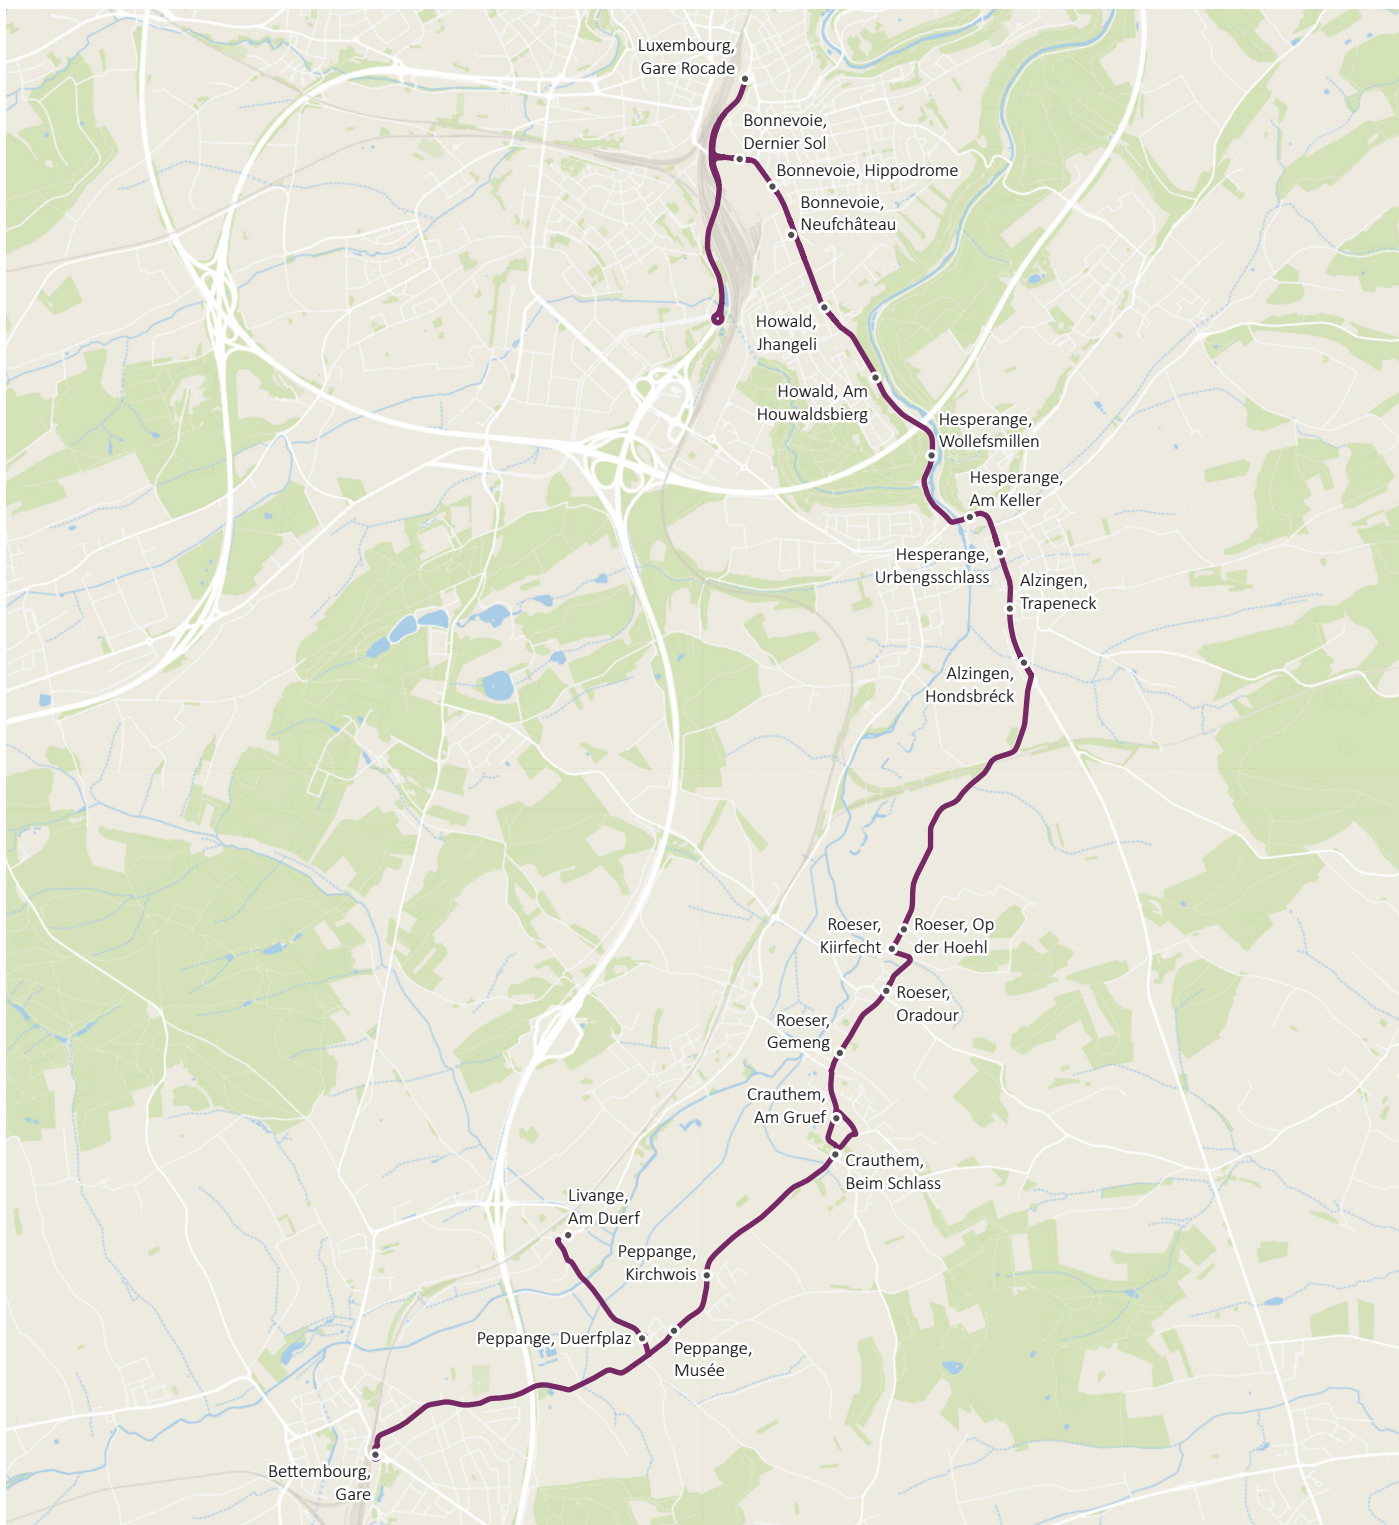 Luxembourg,
Gare Rocade
Bonnevoie,
Dernier Sol
Bonnevoie, Hippodrome
Bonnevoie,
Neufchâteau
Howald,
Jhangeli
Howald, Am
Houwaldsbierg
Hesperange,
Wollefsmillen
Hesperange,
Am Keller
Hesperange,
Urbengsschlass
Alzingen,
Trapeneck
Alzingen,
Hondsbréck
Roeser,
Kiirfecht
Roeser, Op
der Hoehl
Roeser,
Oradour
Roeser,
Gemeng
Crauthem,
Am Gruef
Crauthem,
Beim Schlass
Livange,
Am Duerf
Peppange,
Kirchwois
Peppange, Duerfplaz
Peppange,
Musée
Bettembourg,
Gare